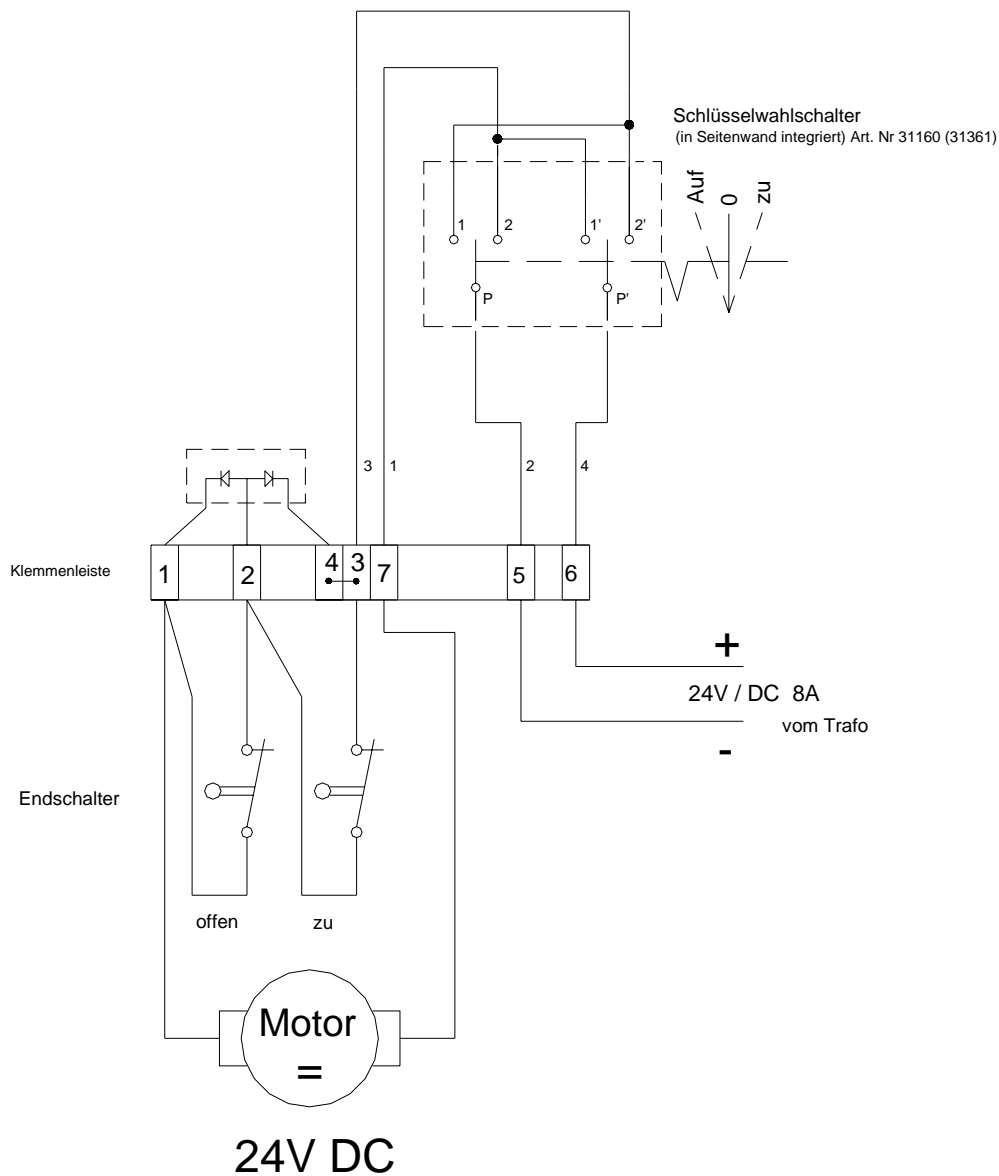 Schlüsselwahlschalter
(in Seitenwand integriert) Art. Nr 31160 (31361)
Auf
0
zu
1
2
1'
2'
P
P'
3
1
2
4
Klemmenleiste
1
2
4
3
7
5
6
+
24V / DC 8A
vom Trafo
-
Endschalter
offen
zu
Motor
=
24V DC